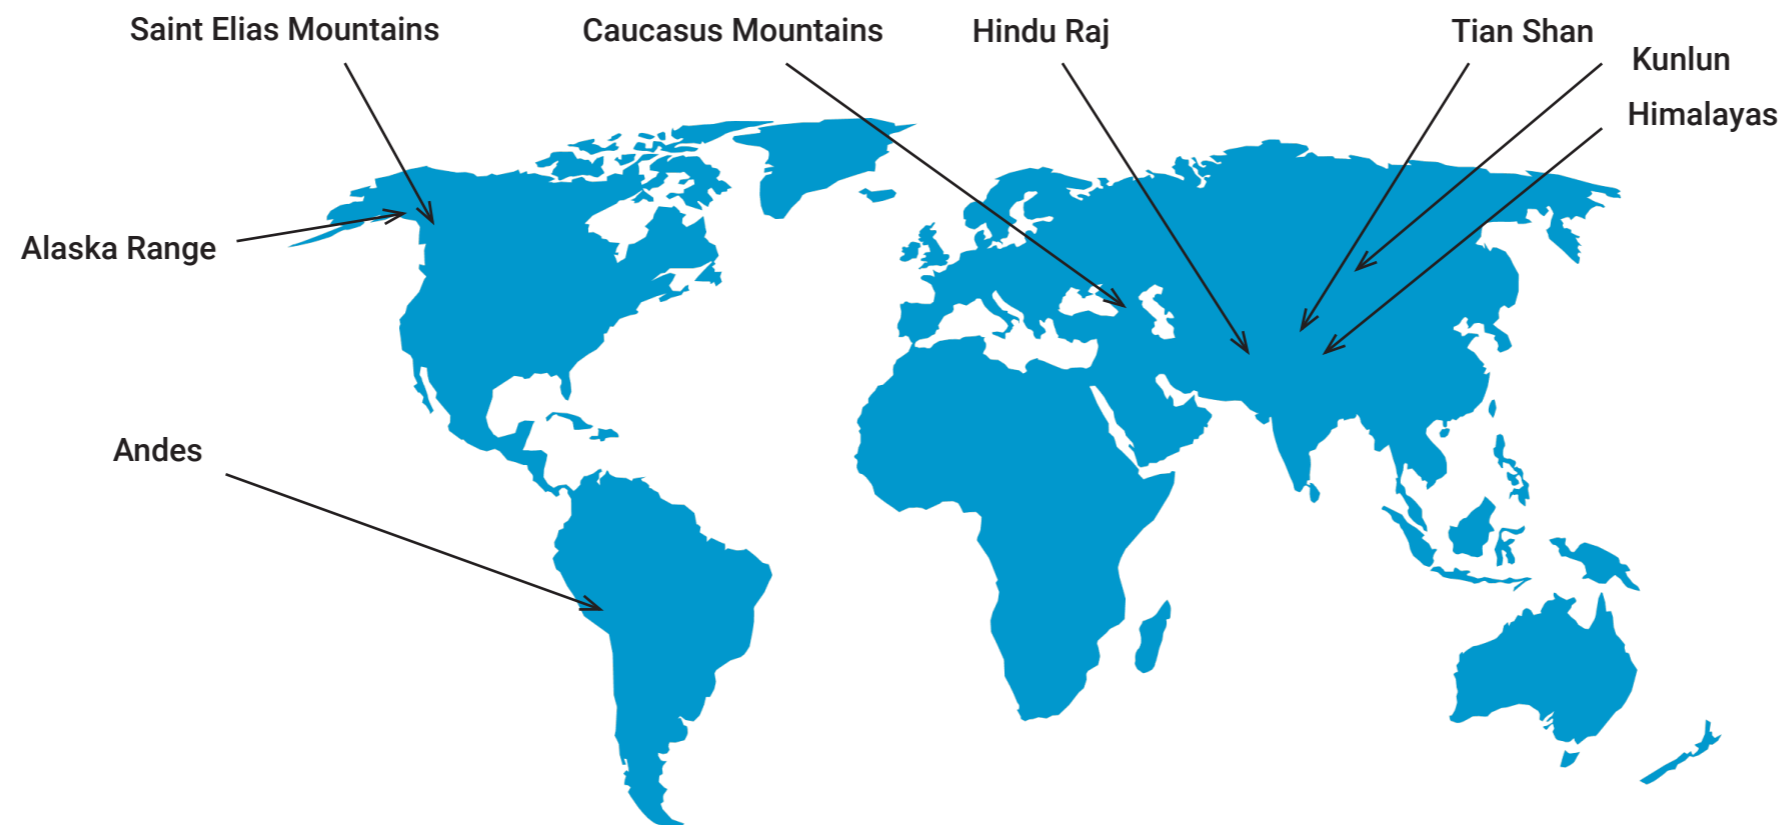 Saint Elias Mountains
Caucasus Mountains
Hindu Raj
Tian Shan
Kunlun
Himalayas
Alaska Range
Andes